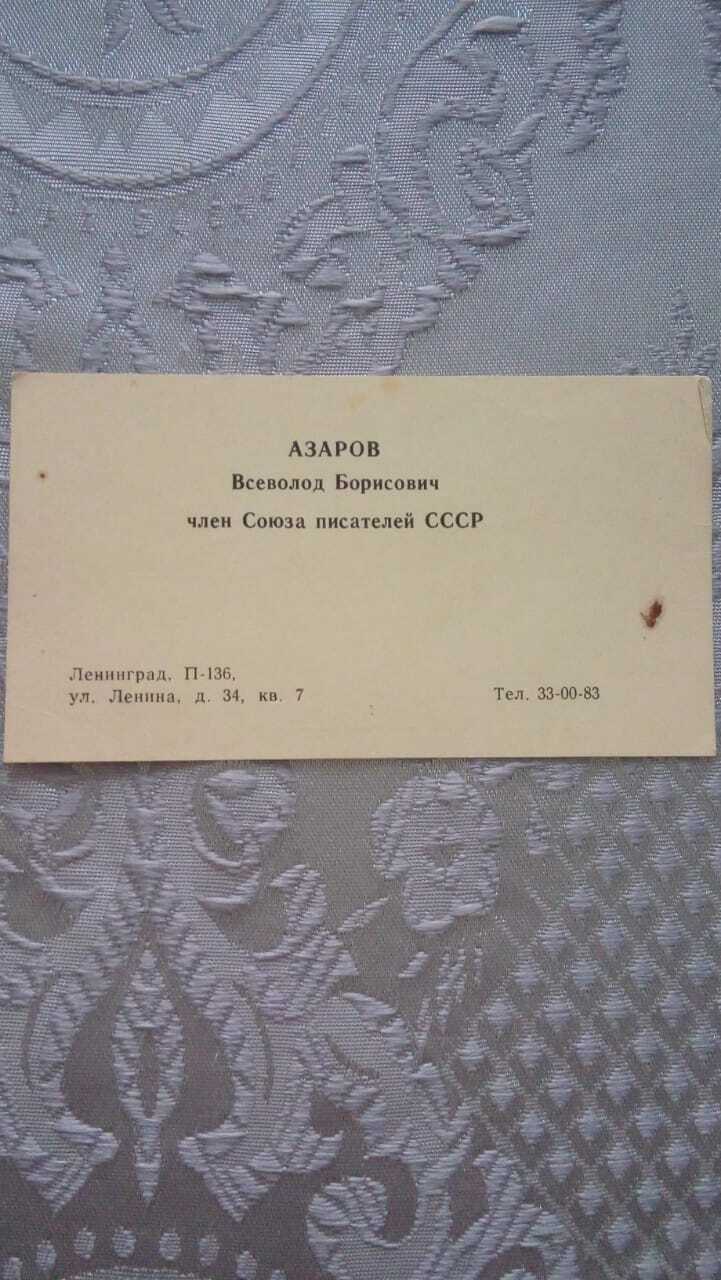 АЗАРОВ
Всеволод Борисович
член Союза писателей СССР
Ленинград, П-136,
ул. Ленина, д. 34, кв. 7
Тел. 33-00-83